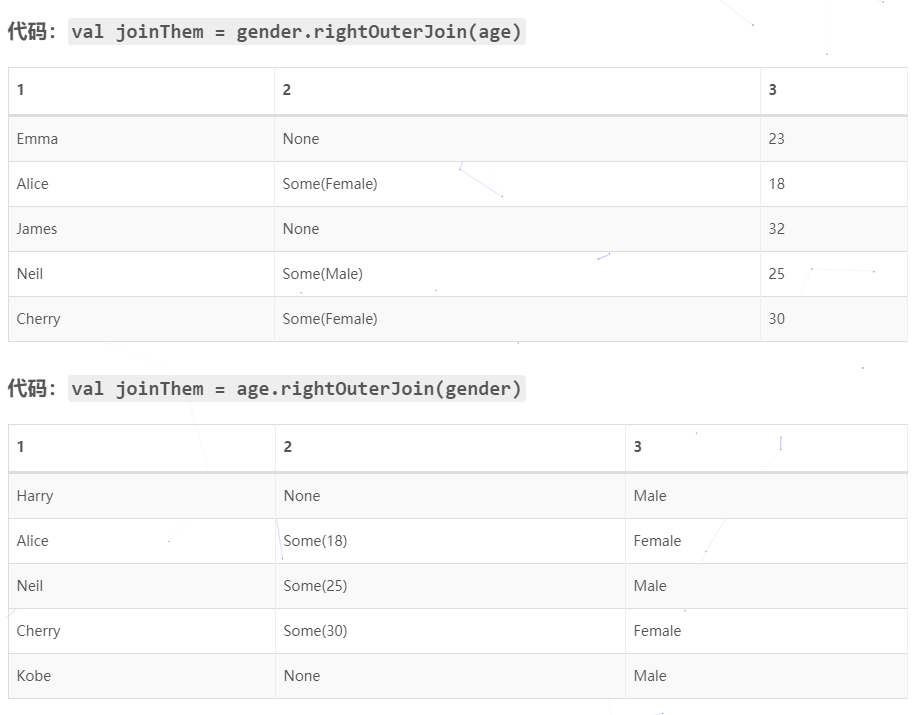 代码：val joinThem = gender.rightOuterJoin(age)
1 2 3
Emma None 23
Alice Some(Female) 18
James None 32
Neil Some(Male) 25
Cherry Some(Female) 30
代码：val joinThem = age.rightOuterJoin(gender)
1 2 3
Harry None Male
Alice Some(18) Female
Neil Some(25) Male
Cherry Some(30) Female
Kobe None Male